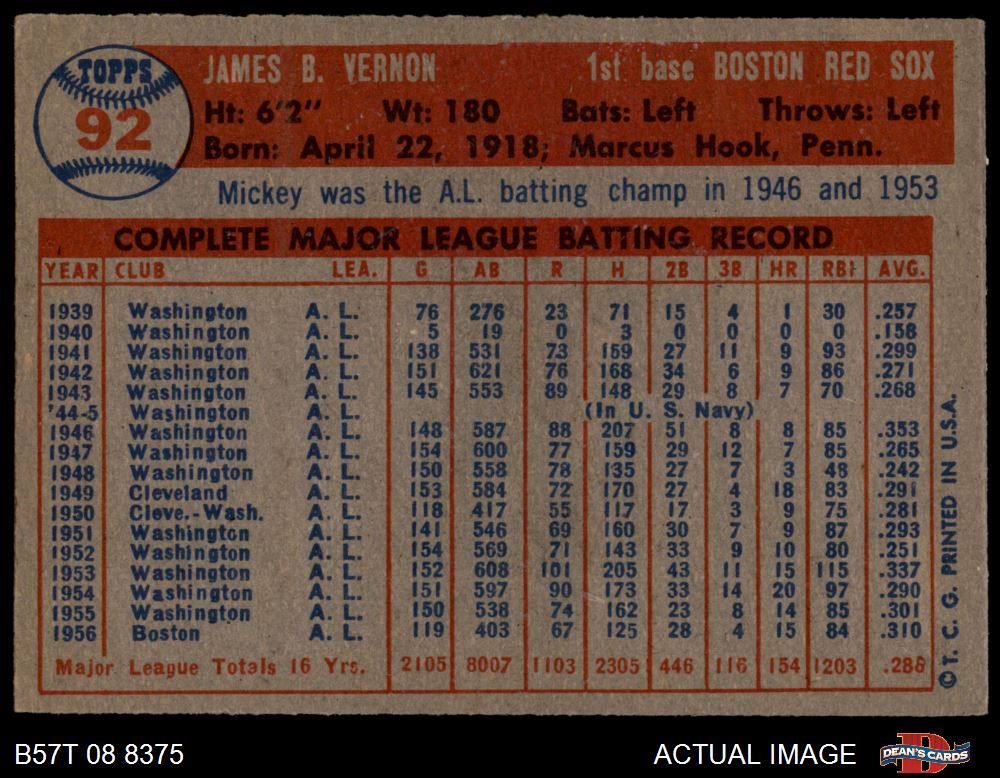 TOPPS
92
JAMES B. VERNON 1st base BOSTON RED SOX
Ht: 6'2" Wt: 180 Bats: Left Throws: Left
Born: April 22, 1918; Marcus Hook, Penn.
Mickey was the A.L. batting champ in 1946 and 1953
COMPLETE MAJOR LEAGUE BATTING RECORD
YEAR CLUB LEA. G AB R H 2B 3B HR RBI AVG.
1939 Washington A. L. 76 276 23 71 15 4 1 30 .257
1940 Washington A. L. 5 19 0 3 0 0 0 0 .158
1941 Washington A. L. 138 531 73 159 27 11 9 93 .299
1942 Washington A. L. 151 621 76 168 34 6 9 86 .271
1943 Washington A. L. 145 553 89 148 29 8 7 70 .268
'44-5 Washington A. L. (In U. S. Navy)
1946 Washington A. L. 148 587 88 207 51 8 8 85 .353
1947 Washington A. L. 154 600 77 159 29 12 7 85 .265
1948 Washington A. L. 150 558 78 135 27 7 3 48 .242
1949 Cleveland A. L. 153 584 72 170 27 4 18 83 .291
1950 Cleve.-Wash. A. L. 118 417 55 117 17 3 9 75 .281
1951 Washington A. L. 141 546 69 160 30 7 9 87 .293
1952 Washington A. L. 154 569 71 143 33 9 10 80 .251
1953 Washington A. L. 152 608 101 205 43 11 15 115 .337
1954 Washington A. L. 151 597 90 173 33 14 20 97 .290
1955 Washington A. L. 150 538 74 162 23 8 14 85 .301
1956 Boston A. L. 119 403 67 125 28 4 15 84 .310
Major League Totals 16 Yrs. 2105 8007 1103 2305 446 116 154 1203 .288
©T. C. G. PRINTED IN U.S.A.
B57T 08 8375 ACTUAL IMAGE
DEAN'S CARDS